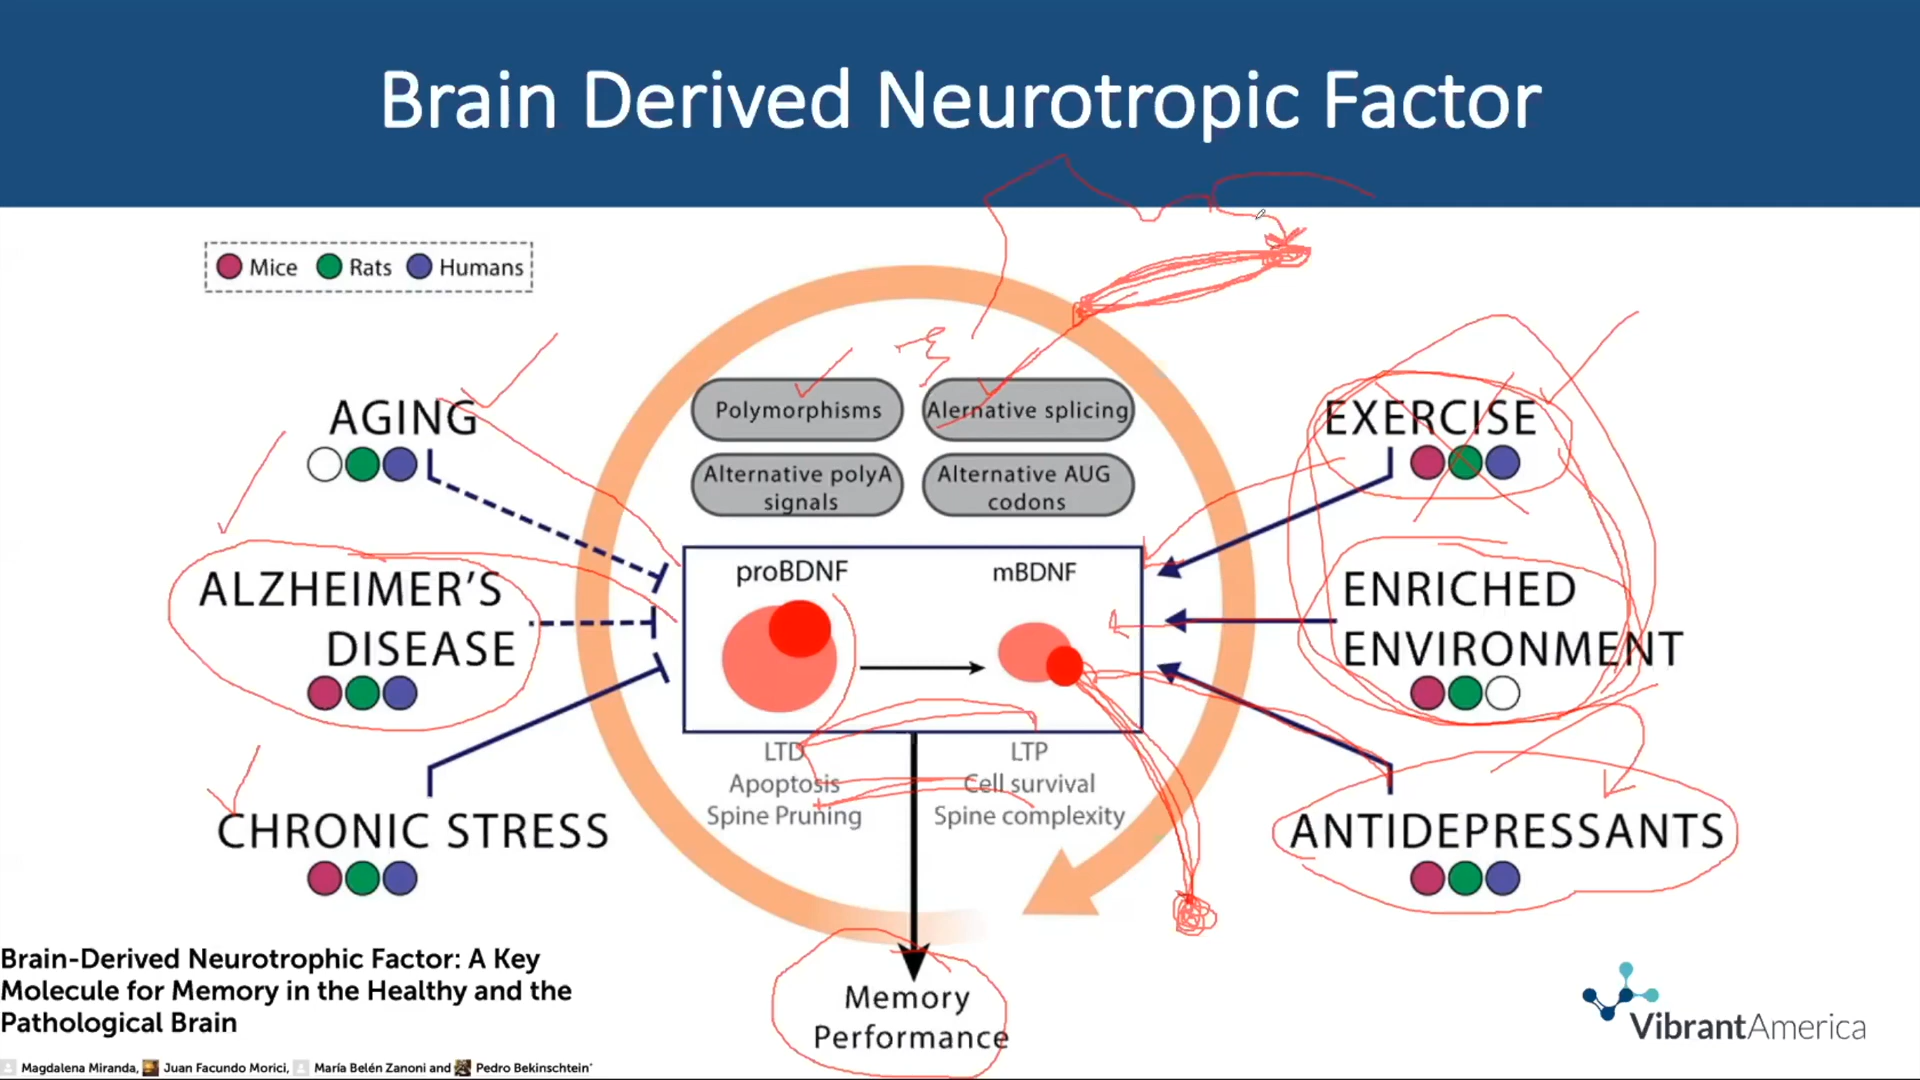 Brain Derived Neurotropic Factor
Mice Rats Humans
AGING
ALZHEIMER'S
DISEASE
CHRONIC STRESS
Polymorphisms
Alernative splicing
Alternative polyA
signals
Alternative AUG
codons
proBDNF
mBDNF
LTD
Apoptosis
Spine Pruning
LTP
Cell survival
Spine complexity
Memory
Performance
EXERCISE
ENRICHED
ENVIRONMENT
ANTIDEPRESSANTS
Brain-Derived Neurotrophic Factor: A Key
Molecule for Memory in the Healthy and the
Pathological Brain
Magdalena Miranda, Juan Facundo Morici, María Belén Zanoni and Pedro Bekinschtein*
VibrantAmerica